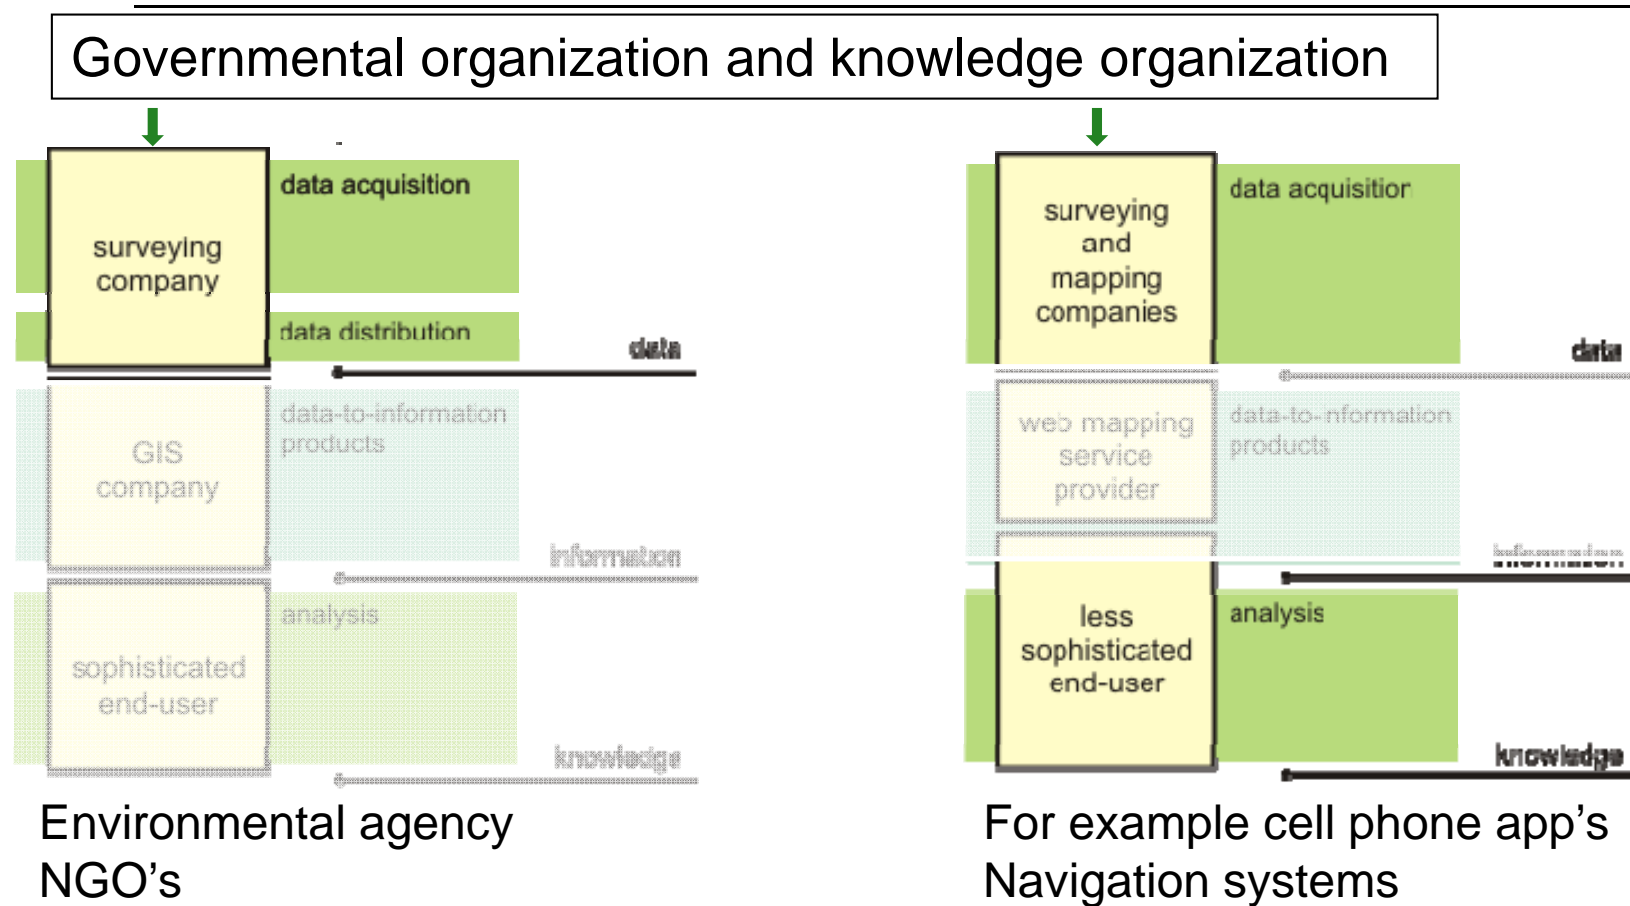 Governmental organization and knowledge organization
surveying
company
data acquisition
data distribution
data
GIS
company
data-to-information
products
information
sophisticated
end-user
analysis
knowledge
Environmental agency
NGO’s
surveying
and
mapping
companies
data acquisition
data
web mapping
service
provider
data-to-nformation
products
information
less
sophisticated
end-user
analysis
knowledge
For example cell phone app’s
Navigation systems